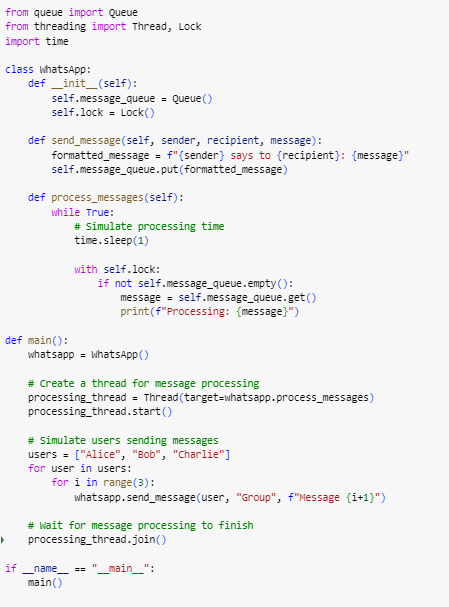 from queue import Queue
from threading import Thread, Lock
import time

class WhatsApp:
    def __init__(self):
        self.message_queue = Queue()
        self.lock = Lock()

    def send_message(self, sender, recipient, message):
        formatted_message = f"{sender} says to {recipient}: {message}"
        self.message_queue.put(formatted_message)

    def process_messages(self):
        while True:
            # Simulate processing time
            time.sleep(1)

            with self.lock:
                if not self.message_queue.empty():
                    message = self.message_queue.get()
                    print(f"Processing: {message}")

def main():
    whatsapp = WhatsApp()

    # Create a thread for message processing
    processing_thread = Thread(target=whatsapp.process_messages)
    processing_thread.start()

    # Simulate users sending messages
    users = ["Alice", "Bob", "Charlie"]
    for user in users:
        for i in range(3):
            whatsapp.send_message(user, "Group", f"Message {i+1}")

    # Wait for message processing to finish
    processing_thread.join()

if __name__ == "__main__":
    main()